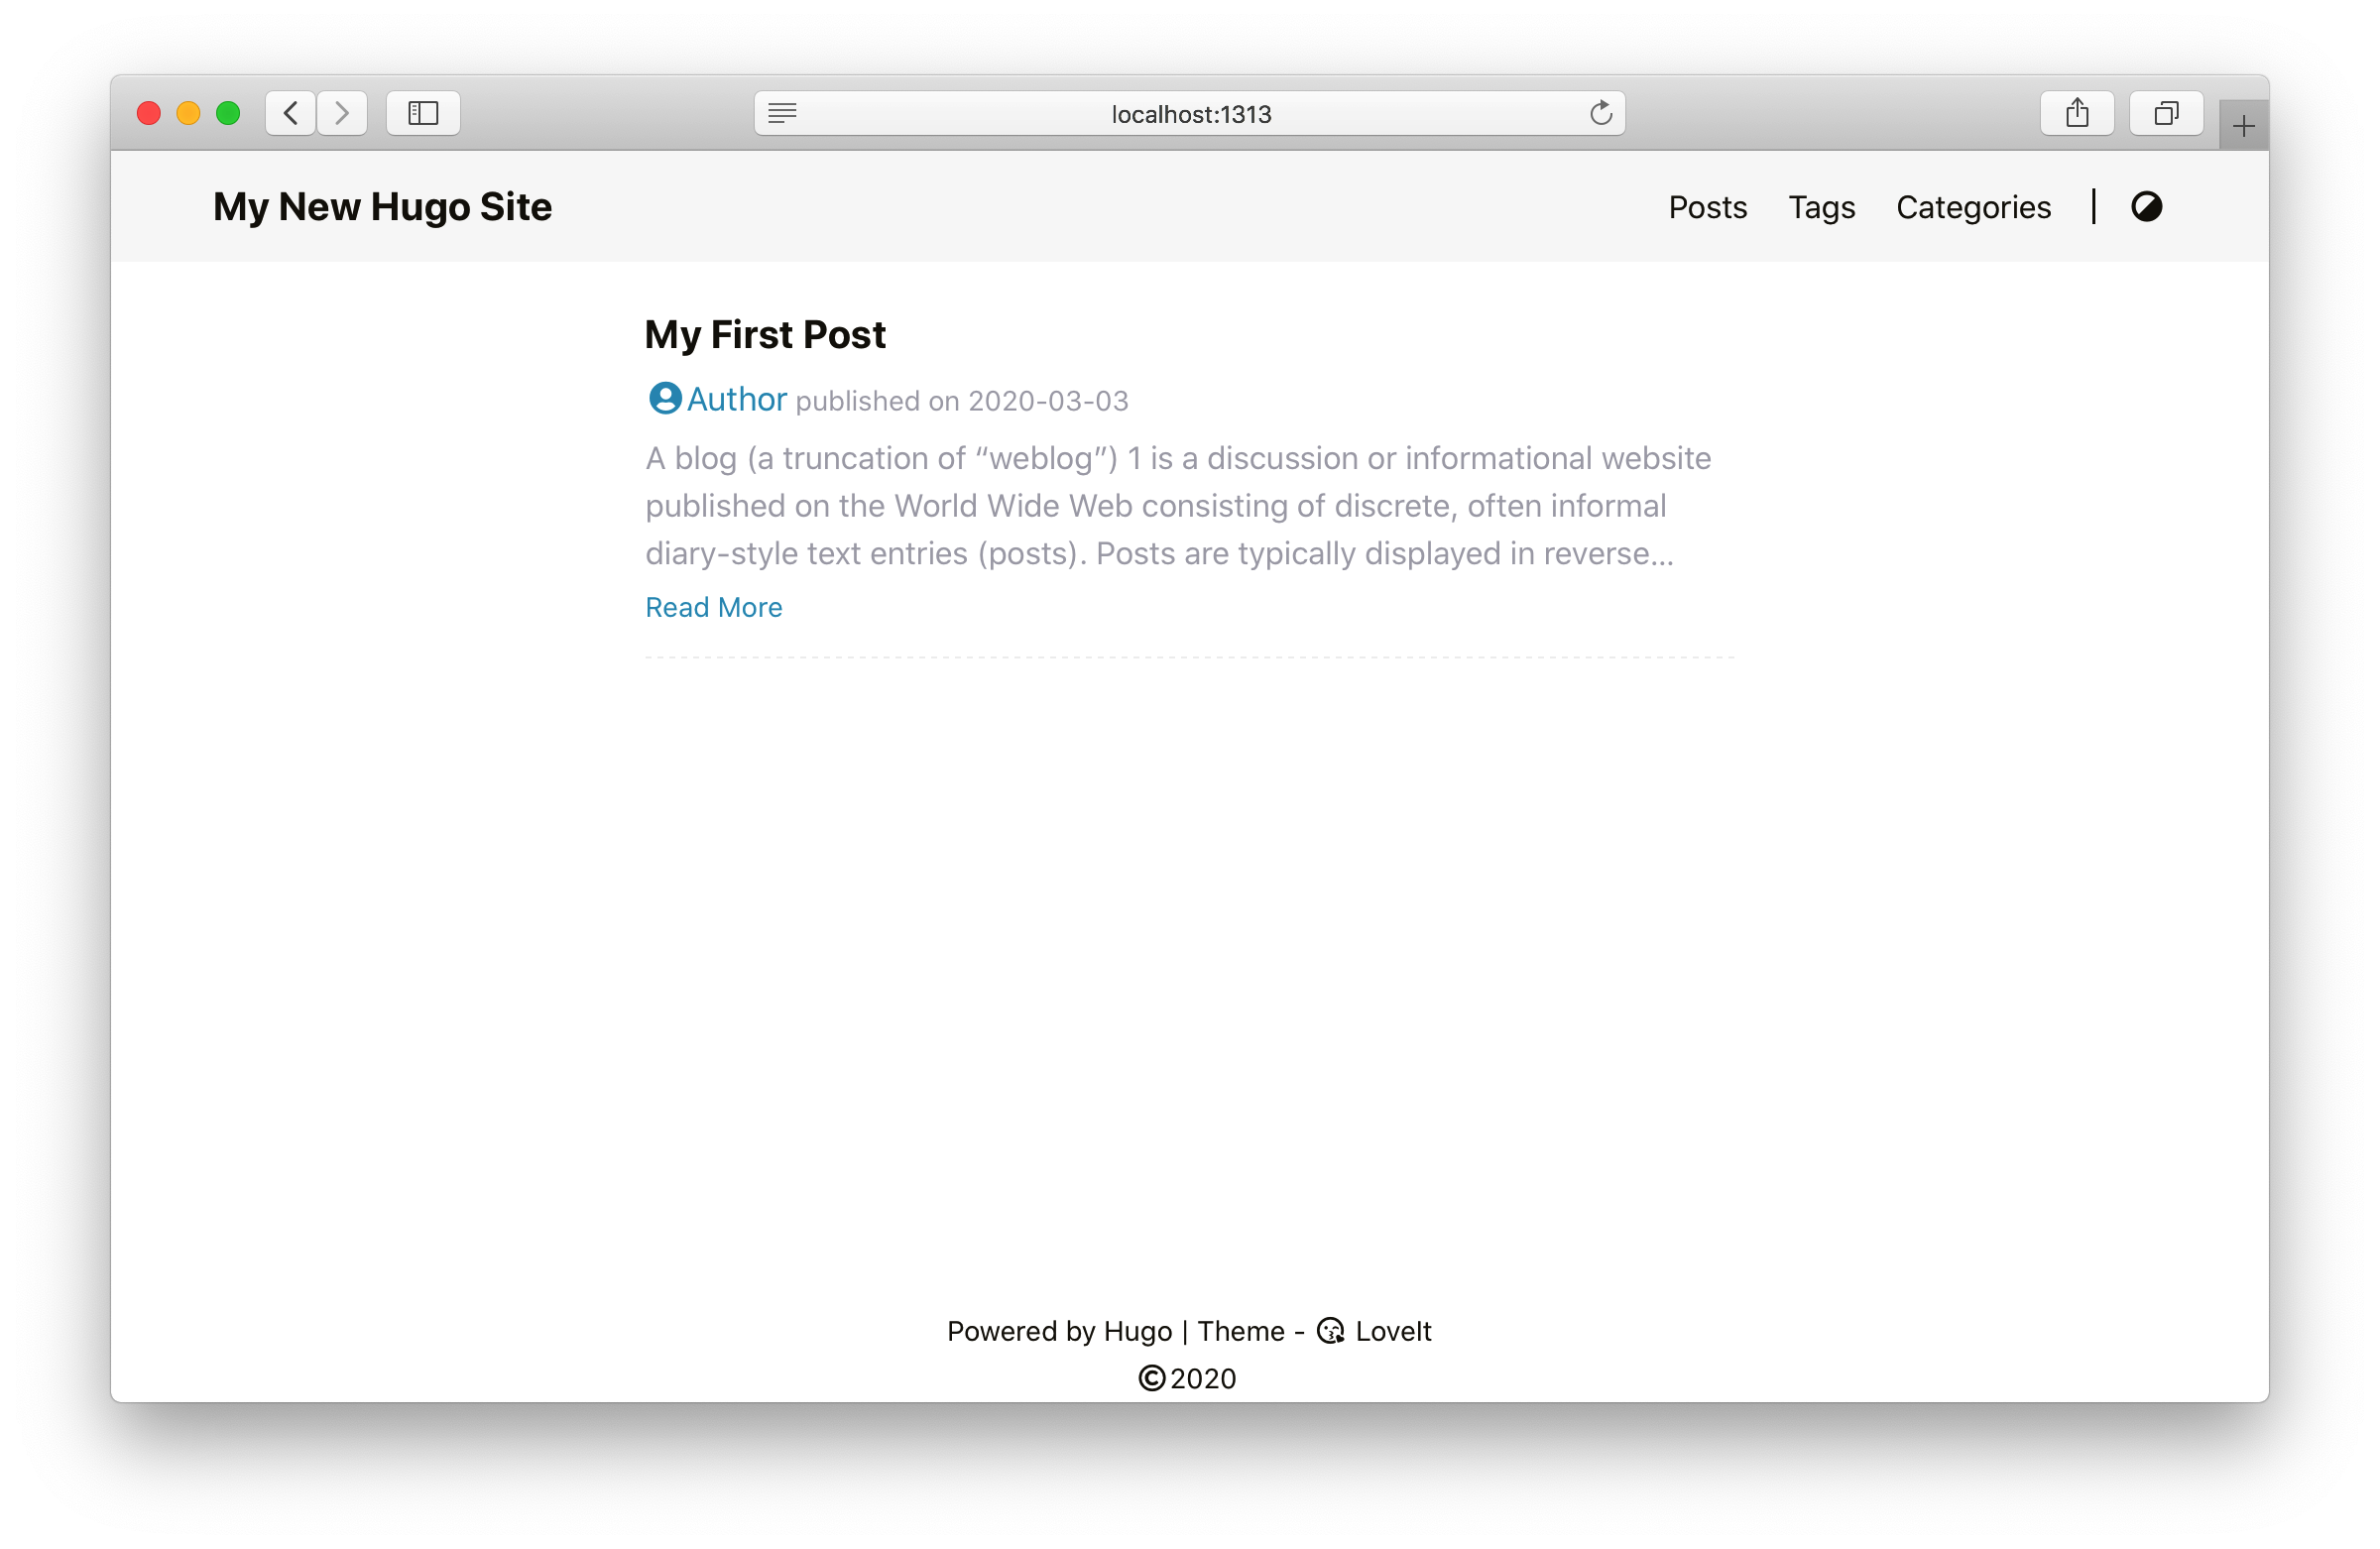 localhost:1313
My New Hugo Site
Posts Tags Categories |
My First Post
Author published on 2020-03-03
A blog (a truncation of “weblog”) 1 is a discussion or informational website
published on the World Wide Web consisting of discrete, often informal
diary-style text entries (posts). Posts are typically displayed in reverse...
Read More
Powered by Hugo | Theme - LoveIt
©2020